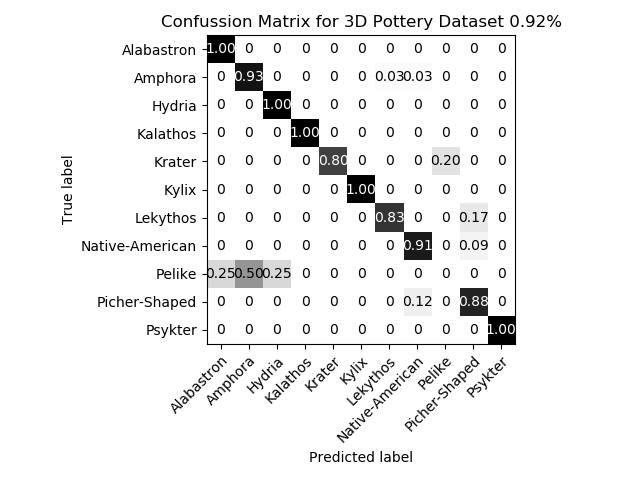 Confussion Matrix for 3D Pottery Dataset 0.92%
Alabastron 1.00 0 0 0 0 0 0 0 0 0 0
Amphora 0 0.93 0 0 0 0 0.03 0.03 0 0 0
Hydria 0 0 1.00 0 0 0 0 0 0 0 0
Kalathos 0 0 0 1.00 0 0 0 0 0 0 0
Krater 0 0 0 0 0.80 0 0 0 0.20 0 0
Kylix 0 0 0 0 0 1.00 0 0 0 0 0
Lekythos 0 0 0 0 0 0 0.83 0 0 0.17 0
Native-American 0 0 0 0 0 0 0 0.91 0 0.09 0
Pelike 0.25 0.50 0.25 0 0 0 0 0 0 0 0
Picher-Shaped 0 0 0 0 0 0 0 0.12 0 0.88 0
Psykter 0 0 0 0 0 0 0 0 0 0 1.00
True label
Alabastron Amphora Hydria Kalathos Krater Kylix Lekythos Native-American Pelike Picher-Shaped Psykter
Predicted label